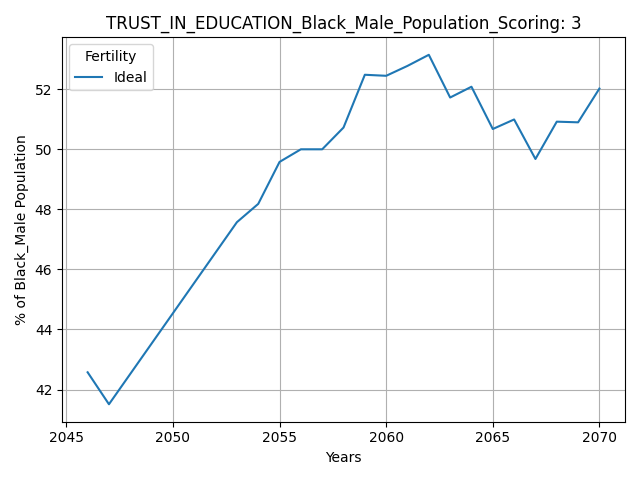 TRUST_IN_EDUCATION_Black_Male_Population_Scoring: 3
Fertility
Ideal
% of Black_Male Population
52
50
48
46
44
42
2045 2050 2055 2060 2065 2070
Years